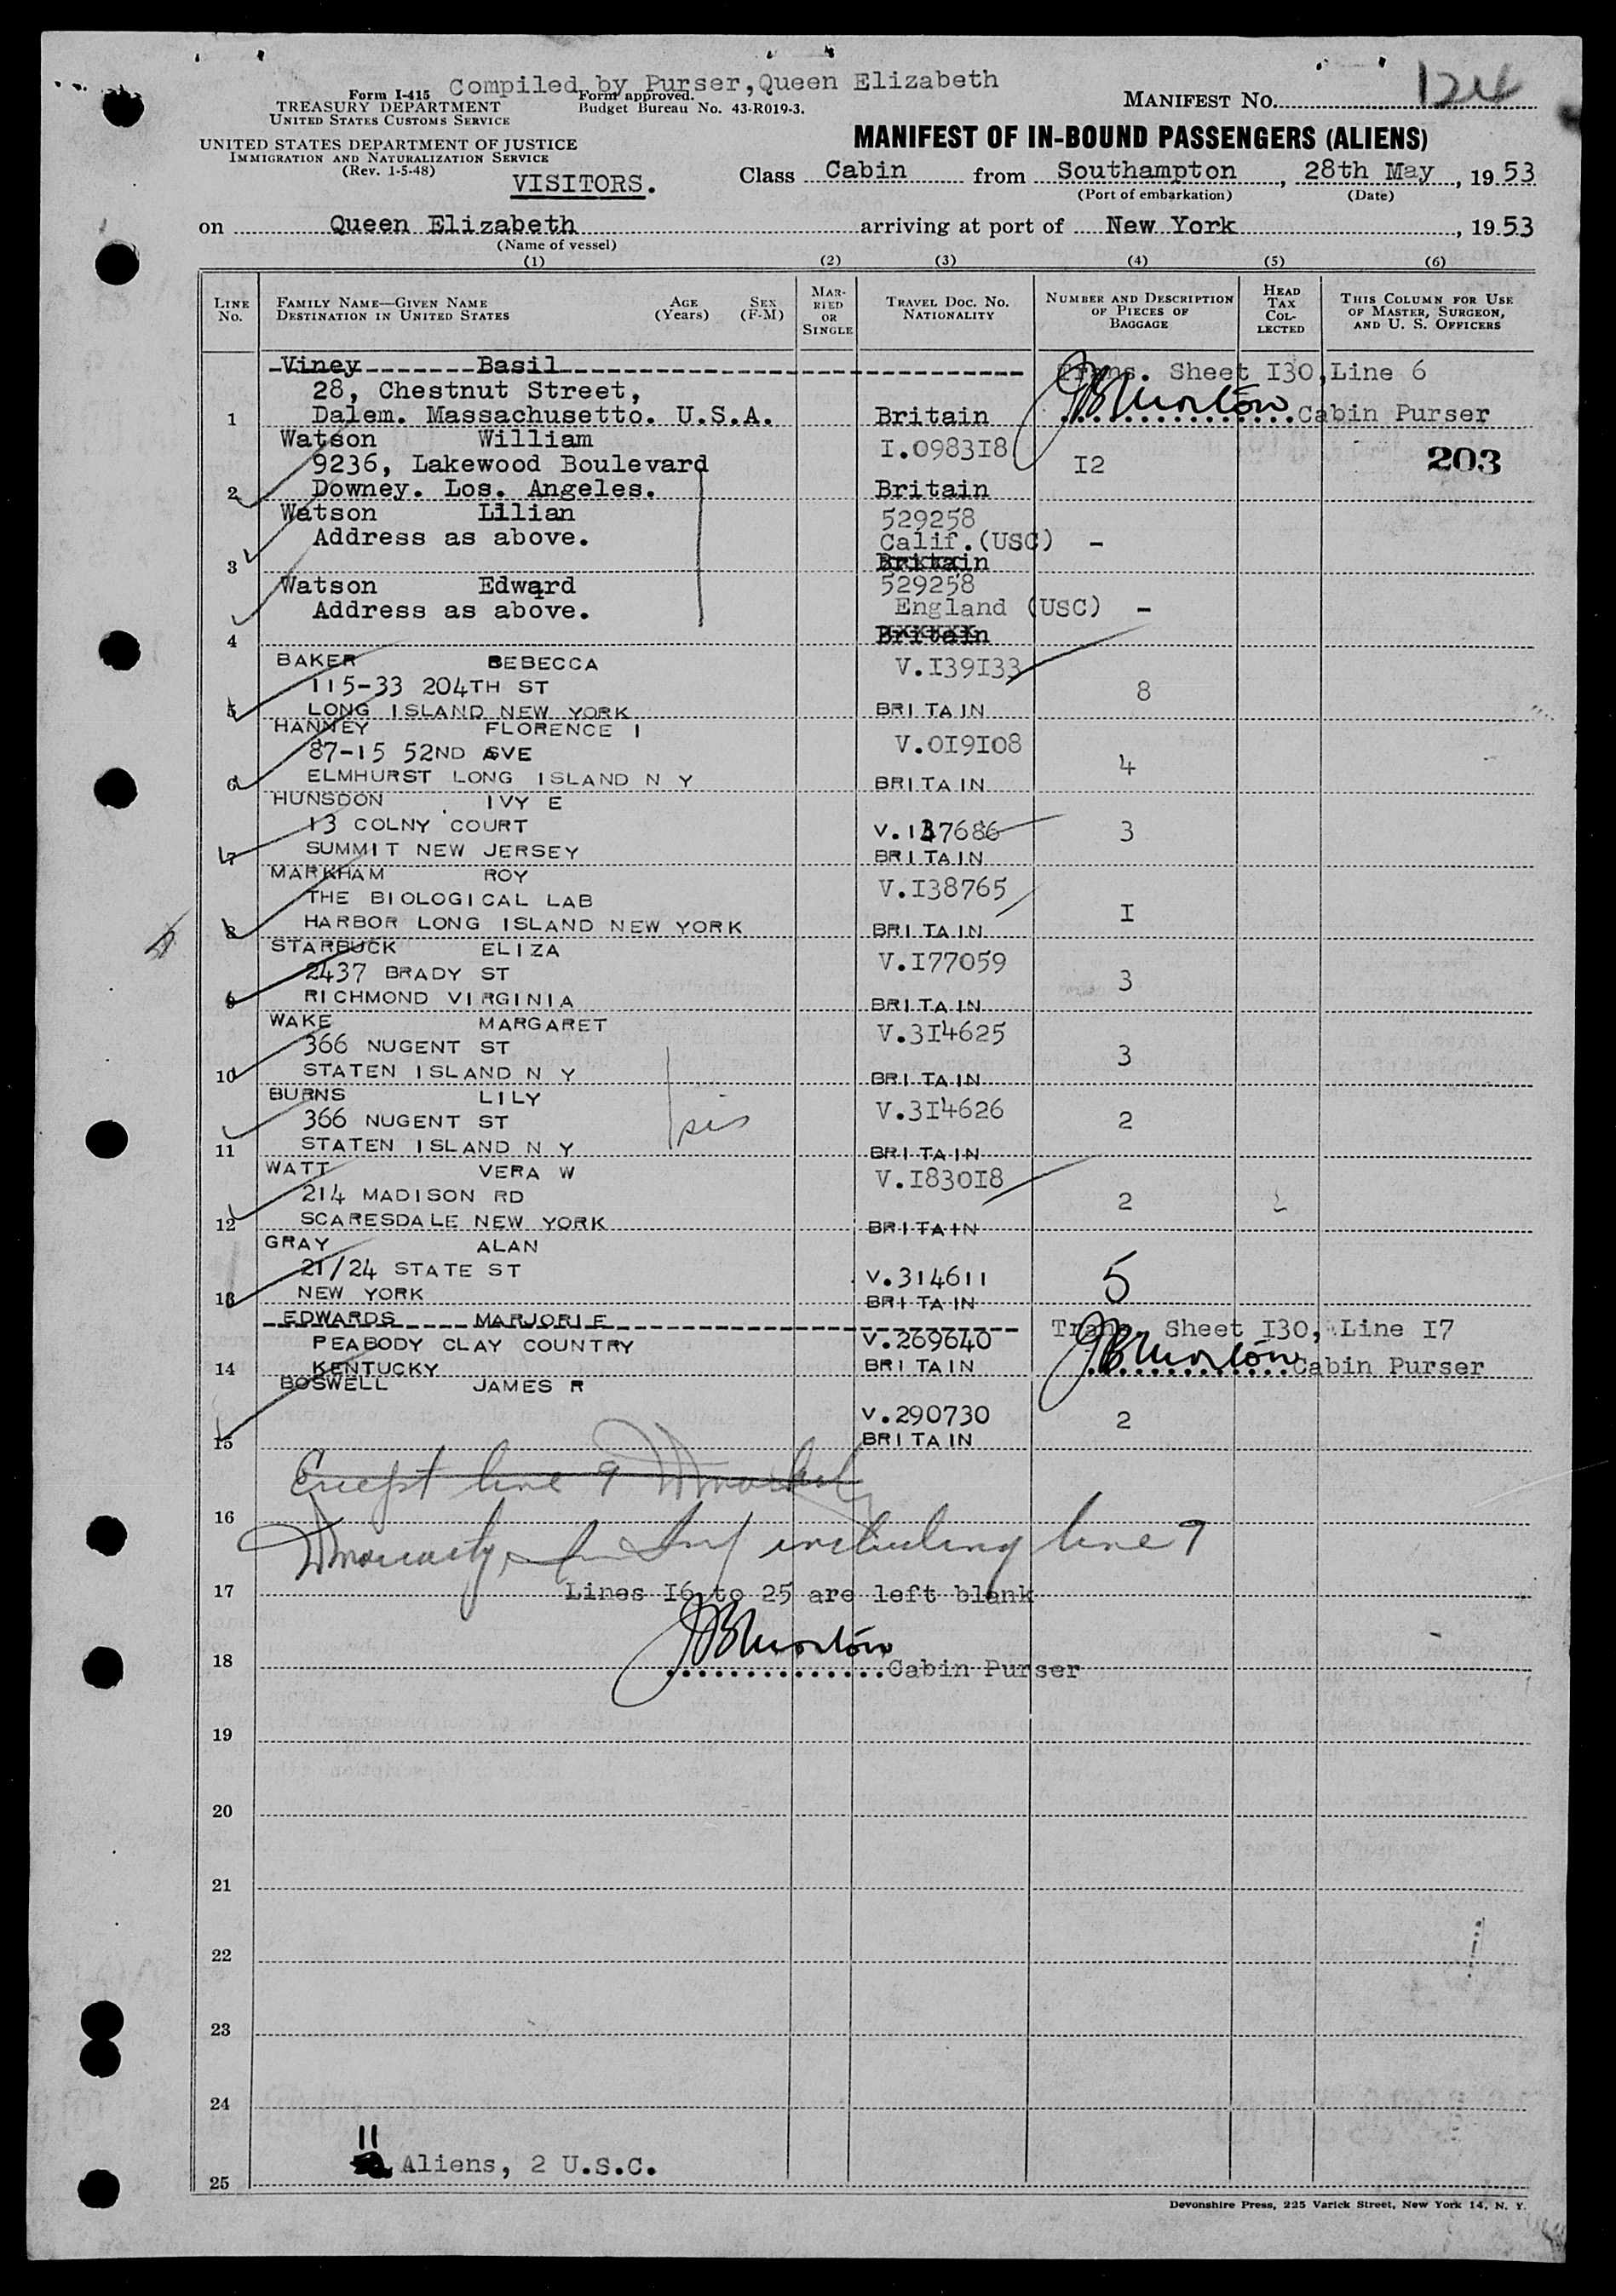 Compiled by Purser, Queen Elizabeth
Form I-415
TREASURY DEPARTMENT
UNITED STATES CUSTOMS SERVICE
Form approved.
Budget Bureau No. 43-R019-3.
MANIFEST No. 124
UNITED STATES DEPARTMENT OF JUSTICE
IMMIGRATION AND NATURALIZATION SERVICE
(Rev. 1-5-48)
MANIFEST OF IN-BOUND PASSENGERS (ALIENS)
VISITORS.
Class Cabin from Southampton, 28th May, 1953
(Port of embarkation) (Date)
on Queen Elizabeth arriving at port of New York, 1953
(Name of vessel)
(1) (2) (3) (4) (5) (6)
LINE No. FAMILY NAME—GIVEN NAME DESTINATION IN UNITED STATES AGE (Years) SEX (F-M) MARRIED OR SINGLE TRAVEL DOC. No. NATIONALITY NUMBER AND DESCRIPTION OF PIECES OF BAGGAGE HEAD TAX COLLECTED THIS COLUMN FOR USE OF MASTER, SURGEON, AND U. S. OFFICERS
Viney Basil Trans. Sheet I30, Line 6
28, Chestnut Street,
1 Dalem. Massachusetto. U.S.A. Britain Cabin Purser
Watson William I.098318 I2 203
9236, Lakewood Boulevard
2 Downey. Los. Angeles. Britain
Watson Lilian 529258
Address as above. Calif.(USC) -
3 Britain
Watson Edward 529258
Address as above. England (USC) -
4 Britain
BAKER BEBECCA V.I39I33
115-33 204TH ST 8
5 LONG ISLAND NEW YORK BRITAIN
HANNEY FLORENCE I V.0I9I08
87-15 52ND AVE 4
6 ELMHURST LONG ISLAND N Y BRITAIN
HUNSDON IVY E
13 COLNY COURT V.137686 3
7 SUMMIT NEW JERSEY BRITAIN
MARKHAM ROY V.I38765
THE BIOLOGICAL LAB I
8 HARBOR LONG ISLAND NEW YORK BRITAIN
STARBUCK ELIZA V.I77059
2437 BRADY ST 3
9 RICHMOND VIRGINIA BRITAIN
WAKE MARGARET V.3I4625
366 NUGENT ST 3
10 STATEN ISLAND N Y BRITAIN
BURNS LILY V.3I4626
366 NUGENT ST sis 2
11 STATEN ISLAND N Y BRITAIN
WATT VERA W V.I830I8
214 MADISON RD 2
12 SCARESDALE NEW YORK BRITAIN
GRAY ALAN
21/24 STATE ST V.314611 5
13 NEW YORK BRITAIN
EDWARDS MARJORIE Trans. Sheet I30, Line I7
PEABODY CLAY COUNTRY V.269640
14 KENTUCKY BRITAIN Cabin Purser
BOSWELL JAMES R
V.290730 2
15 BRITAIN
Except line 9
16
including line 9
17 Lines I6 to 25 are left blank
18 Cabin Purser
19
20
21
22
23
24
11
Aliens, 2 U.S.C.
25
Devonshire Press, 225 Varick Street, New York 14, N. Y.